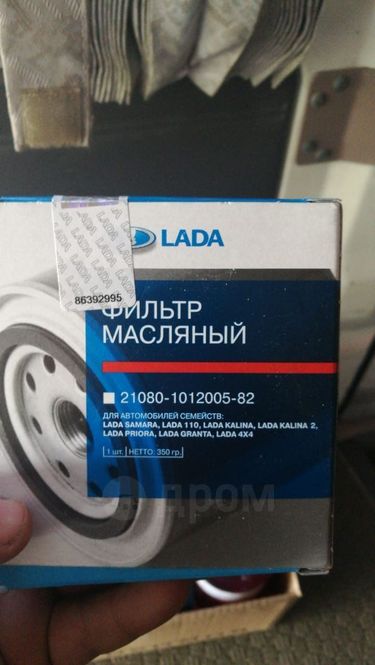 LADA
86392995
ФИЛЬТР
МАСЛЯНЫЙ
21080-1012005-82
ДЛЯ АВТОМОБИЛЕЙ СЕМЕЙСТВ:
LADA SAMARA, LADA 110, LADA KALINA, LADA KALINA 2,
LADA PRIORA, LADA GRANTA, LADA 4X4
1 шт. НЕТТО: 350 гр.
дром